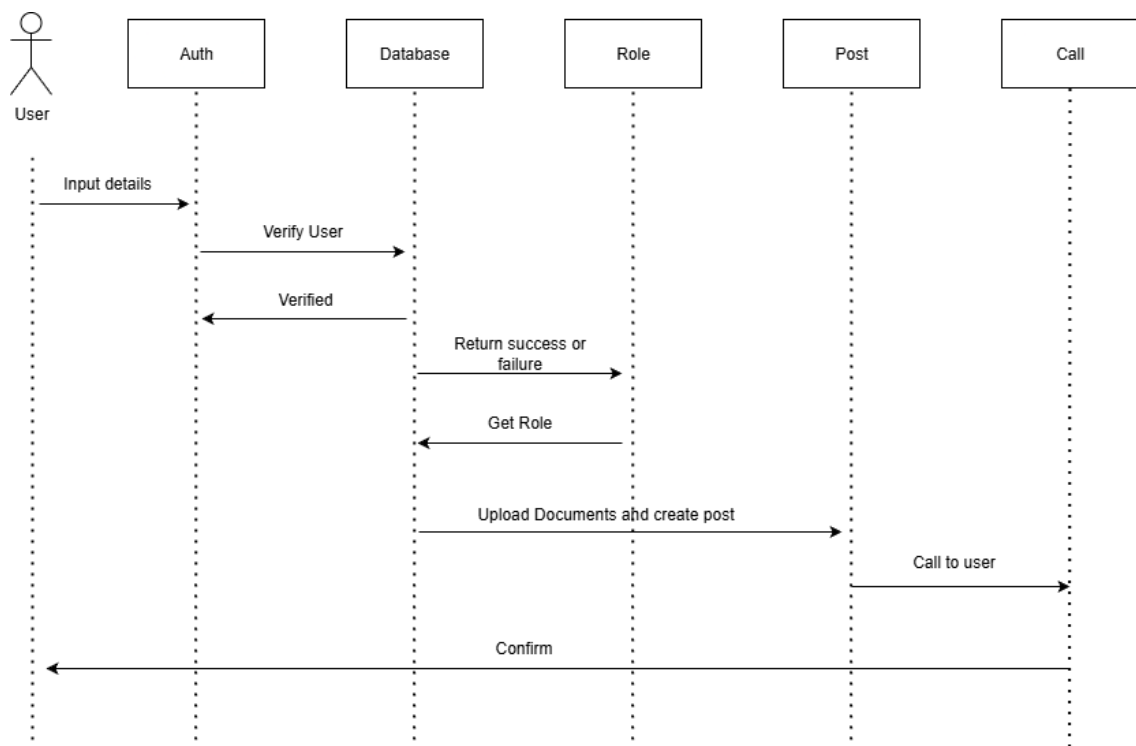 Auth
Database
Role
Post
Call
User
Input details
Verify User
Verified
Return success or
failure
Get Role
Upload Documents and create post
Call to user
Confirm